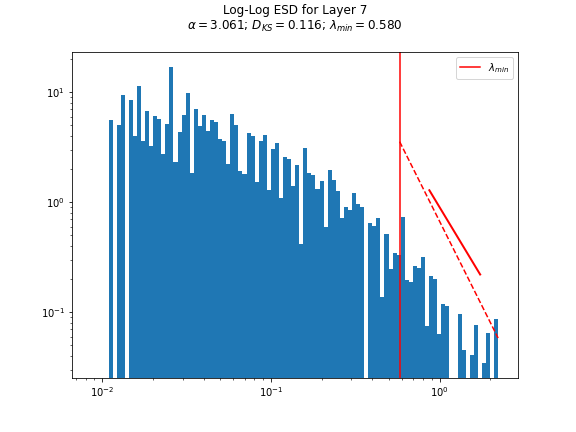 Log-Log ESD for Layer 7
α = 3.061; D_KS = 0.116; λ_min = 0.580
λ_min
10¹
10⁰
10⁻¹
10⁻² 10⁻¹ 10⁰